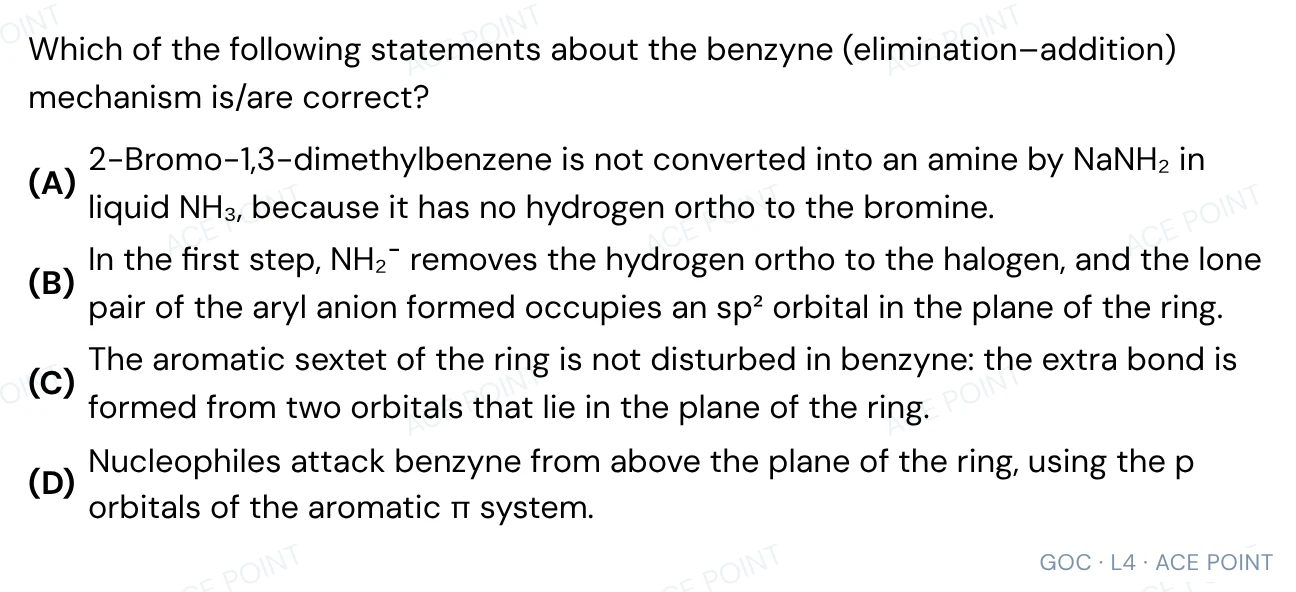 Which of the following statements about the benzyne (elimination–addition)
mechanism is/are correct?
(A) 2-Bromo-1,3-dimethylbenzene is not converted into an amine by NaNH₂ in
liquid NH₃, because it has no hydrogen ortho to the bromine.
(B) In the first step, NH₂⁻ removes the hydrogen ortho to the halogen, and the lone
pair of the aryl anion formed occupies an sp² orbital in the plane of the ring.
(C) The aromatic sextet of the ring is not disturbed in benzyne: the extra bond is
formed from two orbitals that lie in the plane of the ring.
(D) Nucleophiles attack benzyne from above the plane of the ring, using the p
orbitals of the aromatic π system.
GOC · L4 · ACE POINT